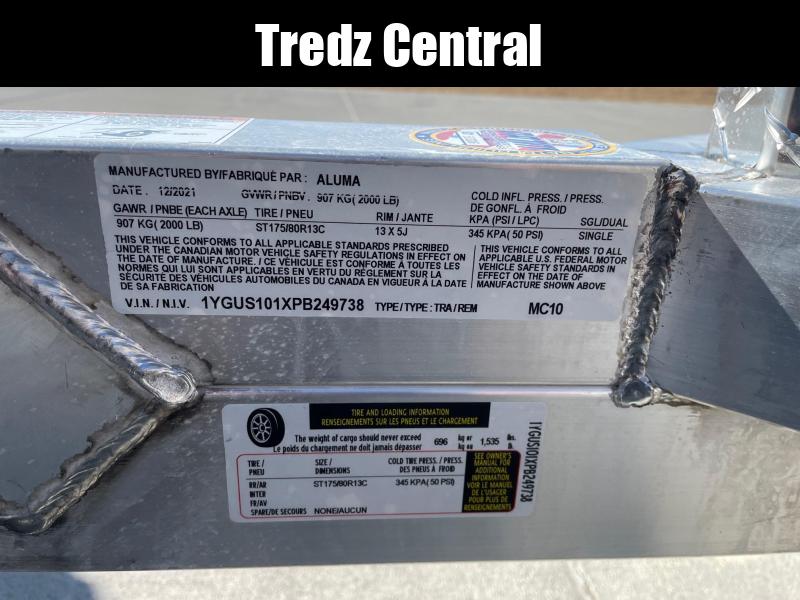 Tredz Central
MANUFACTURED BY/FABRIQUÉ PAR : ALUMA
DATE . 12/2021 GVWR / PNBV . 907 KG( 2000 LB)
GAWR / PNBE (EACH AXLE) TIRE / PNEU RIM / JANTE COLD INFL. PRESS. / PRESS. DE GONFL. À FROID KPA (PSI / LPC) SGL/DUAL
907 KG( 2000 LB) ST175/80R13C 13 X 5J 345 KPA( 50 PSI) SINGLE
THIS VEHICLE CONFORMS TO ALL APPLICABLE STANDARDS PRESCRIBED
UNDER THE CANADIAN MOTOR VEHICLE SAFETY REGULATIONS IN EFFECT ON
THE DATE OF MANUFACTURE. / CE VÉHICULE EST CONFORME À TOUTES LES
NORMES QUI LUI SONT APPLICABLES EN VERTU DU RÈGLEMENT SUR LA
SÉCURITÉ DES VÉHICULES AUTOMOBILES DU CANADA EN VIGUEUR À LA DATE
DE SA FABRICATION
THIS VEHICLE CONFORMS TO ALL
APPLICABLE U.S. FEDERAL MOTOR
VEHICLE SAFETY STANDARDS IN
EFFECT ON THE DATE OF
MANUFACTURE SHOWN ABOVE
V.I.N. / N.I.V. 1YGUS101XPB249738 TYPE / TYPE : TRA / REM MC10
TIRE AND LOADING INFORMATION
RENSEIGNEMENTS SUR LES PNEUS ET LE CHARGEMENT
The weight of cargo should never exceed 696 kg or 1,535 lbs.
Le poids du chargement ne doit jamais dépasser kg ou lb.
TIRE / PNEU SIZE / DIMENSIONS COLD TIRE PRESS. / PRESS. DES PNEUS À FROID
RR/AR ST175/80R13C 345 KPA( 50 PSI)
INTER
FR/AV
SPARE/DE SECOURS NONE/AUCUN
SEE OWNER'S
MANUAL FOR
ADDITIONAL
INFORMATION
VOIR LE MANUEL
DE L'USAGER
POUR PLUS DE
RENSEIGNEMENTS
1YGUS101XPB249738